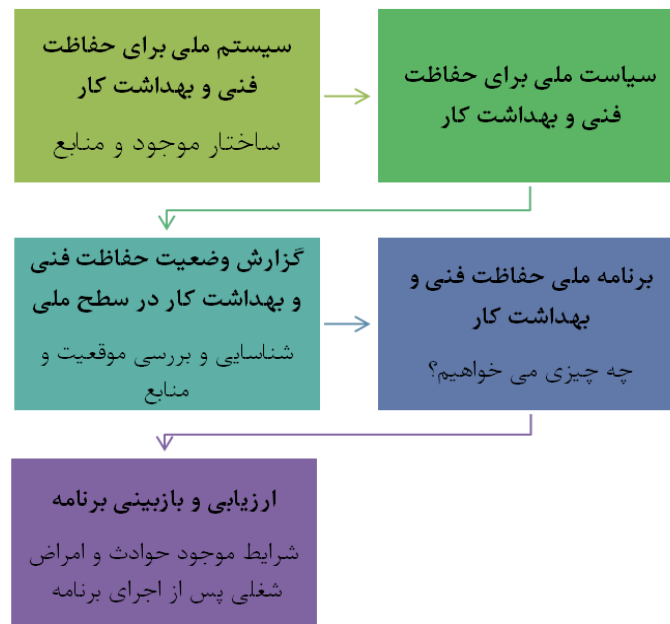 سیستم ملی برای حفاظت
فنی و بهداشت کار
ساختار موجود و منابع
سیاست ملی برای حفاظت
فنی و بهداشت کار
گزارش وضعیت حفاظت فنی
و بهداشت کار در سطح ملی
شناسایی و بررسی موقعیت و
منابع
برنامه ملی حفاظت فنی و
بهداشت کار
چه چیزی می خواهیم؟
ارزیابی و بازبینی برنامه
شرایط موجود حوادث و امراض
شغلی پس از اجرای برنامه